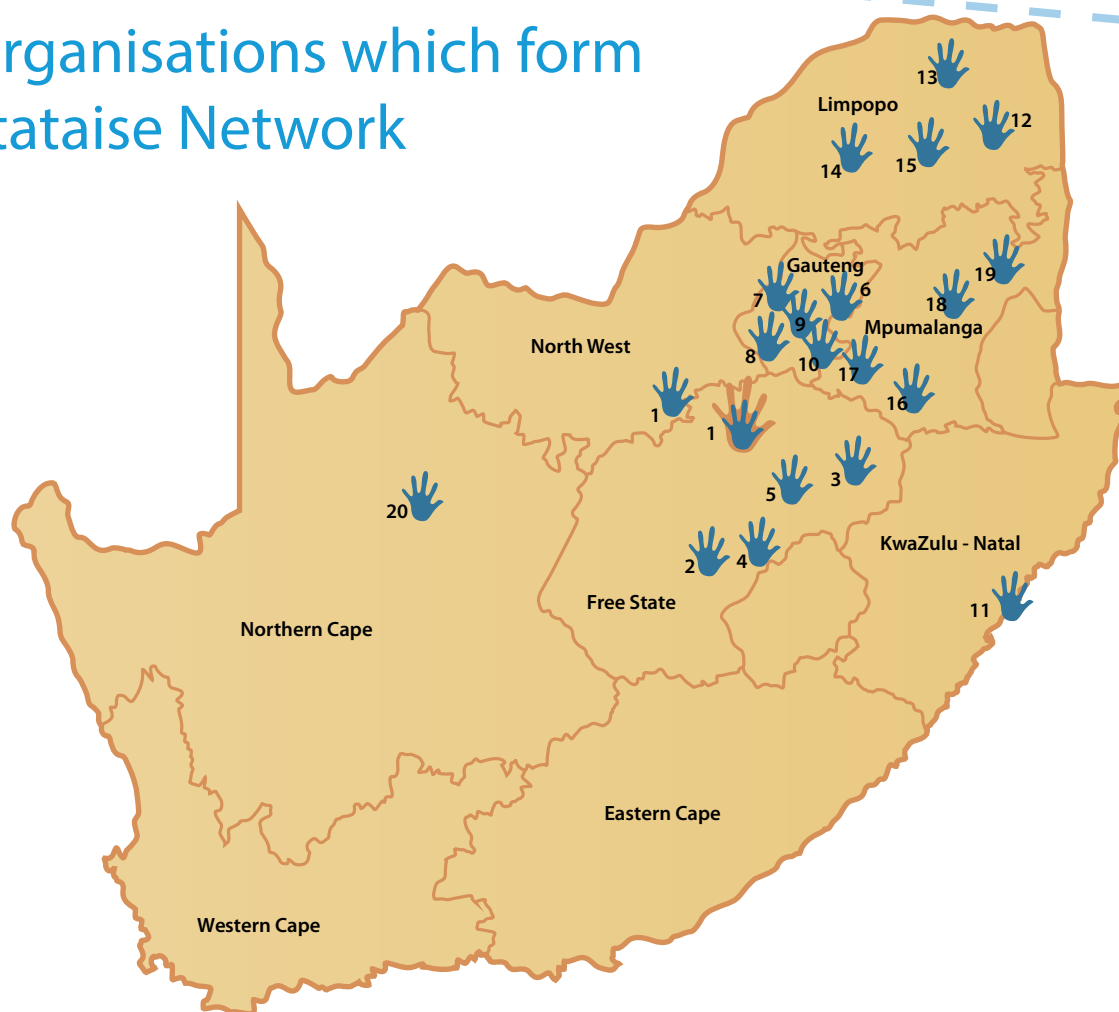 rganisations which form
tataise Network
13
Limpopo
12
14
15
Gauteng
19
7
6
18
9
Mpumalanga
North West
8
10
17
1
16
1
3
5
20
KwaZulu - Natal
2
4
Free State
11
Northern Cape
Eastern Cape
Western Cape